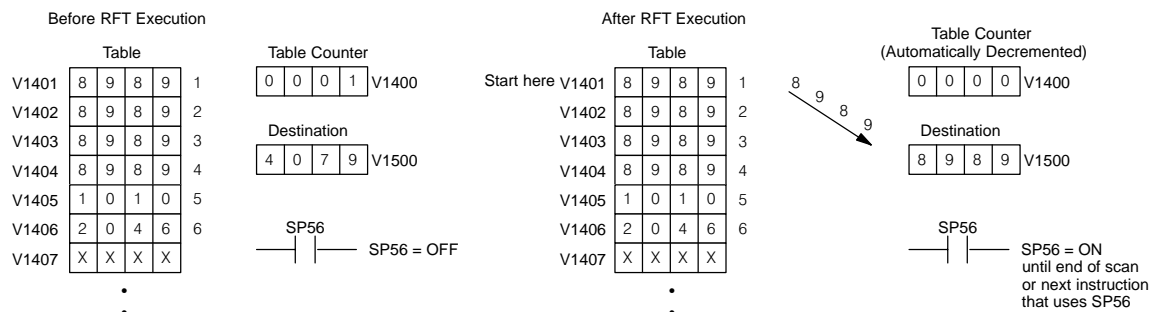 Before RFT Execution
Table
V1401 8 9 8 9 1
V1402 8 9 8 9 2
V1403 8 9 8 9 3
V1404 8 9 8 9 4
V1405 1 0 1 0 5
V1406 2 0 4 6 6
V1407 X X X X
Table Counter
0 0 0 1 V1400
Destination
4 0 7 9 V1500
SP56
SP56 = OFF
After RFT Execution
Table
Start here V1401 8 9 8 9 1
V1402 8 9 8 9 2
V1403 8 9 8 9 3
V1404 8 9 8 9 4
V1405 1 0 1 0 5
V1406 2 0 4 6 6
V1407 X X X X
8 9 8 9
Table Counter
(Automatically Decremented)
0 0 0 0 V1400
Destination
8 9 8 9 V1500
SP56
SP56 = ON
until end of scan
or next instruction
that uses SP56